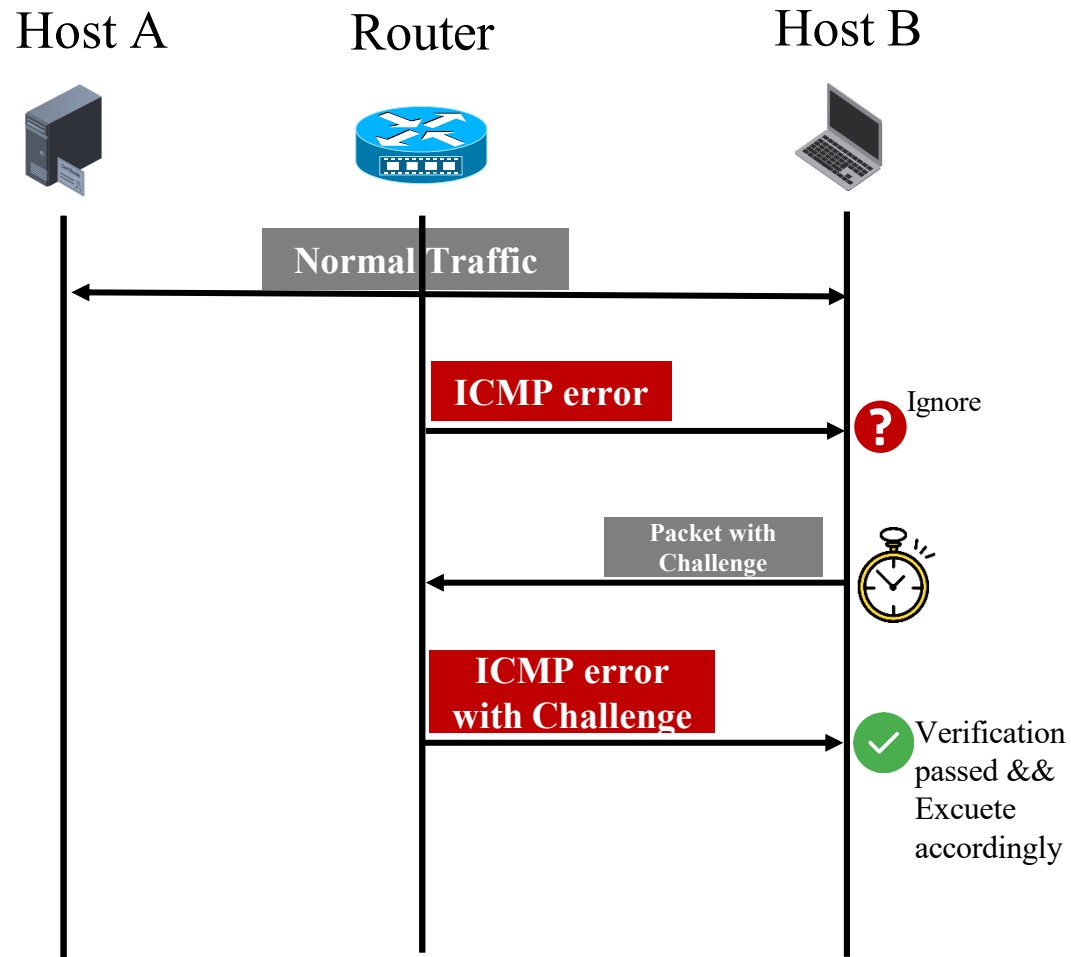 Host A
Router
Host B
Normal Traffic
ICMP error
Ignore
Packet with
Challenge
ICMP error
with Challenge
Verification
passed &&
Excuete
accordingly